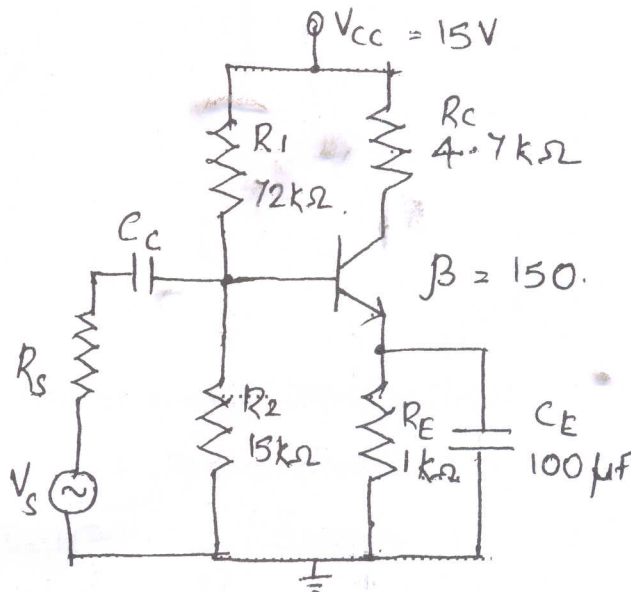 VCC = 15V
R1
72kΩ.
RC
4.7kΩ
CC
β = 150.
RS
R2
15kΩ
RE
1kΩ
CE
100μF
VS